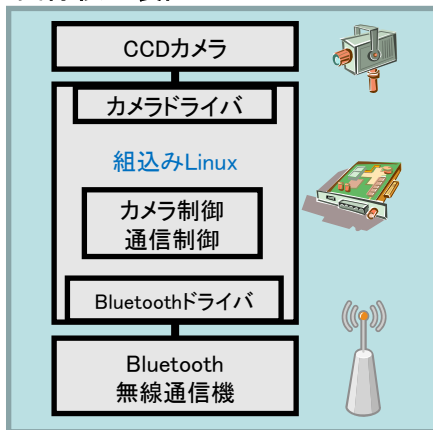 CCDカメラ
カメラドライバ
組込みLinux
カメラ制御
通信制御
Bluetoothドライバ
Bluetooth
無線通信機